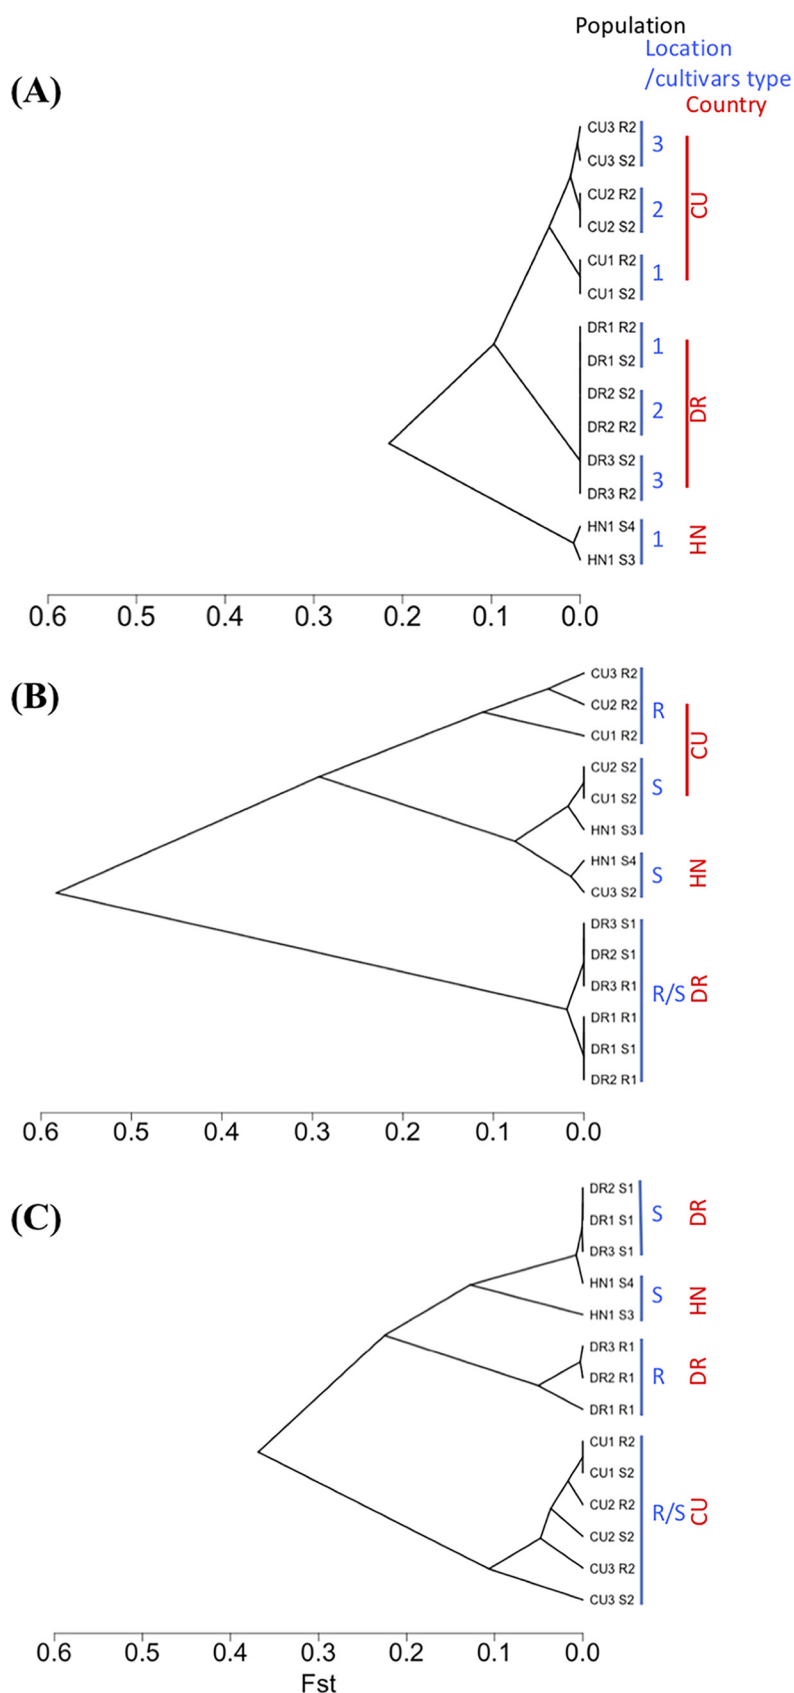 Population
Location
/cultivars type
Country
(A)
CU3 R2
CU3 S2
3
CU2 R2
CU2 S2
2
CU
CU1 R2
CU1 S2
1
DR1 R2
DR1 S2
1
DR2 S2
DR2 R2
2
DR
DR3 S2
DR3 R2
3
HN1 S4
HN1 S3
1
HN
0.6 0.5 0.4 0.3 0.2 0.1 0.0
(B)
CU3 R2
CU2 R2
CU1 R2
R
CU
CU2 S2
CU1 S2
HN1 S3
S
HN1 S4
CU3 S2
S
HN
DR3 S1
DR2 S1
DR3 R1
DR1 R1
DR1 S1
DR2 R1
R/S
DR
0.6 0.5 0.4 0.3 0.2 0.1 0.0
(C)
DR2 S1
DR1 S1
DR3 S1
S
DR
HN1 S4
HN1 S3
S
HN
DR3 R1
DR2 R1
DR1 R1
R
DR
CU1 R2
CU1 S2
CU2 R2
CU2 S2
CU3 R2
CU3 S2
R/S
CU
0.6 0.5 0.4 0.3 0.2 0.1 0.0
Fst